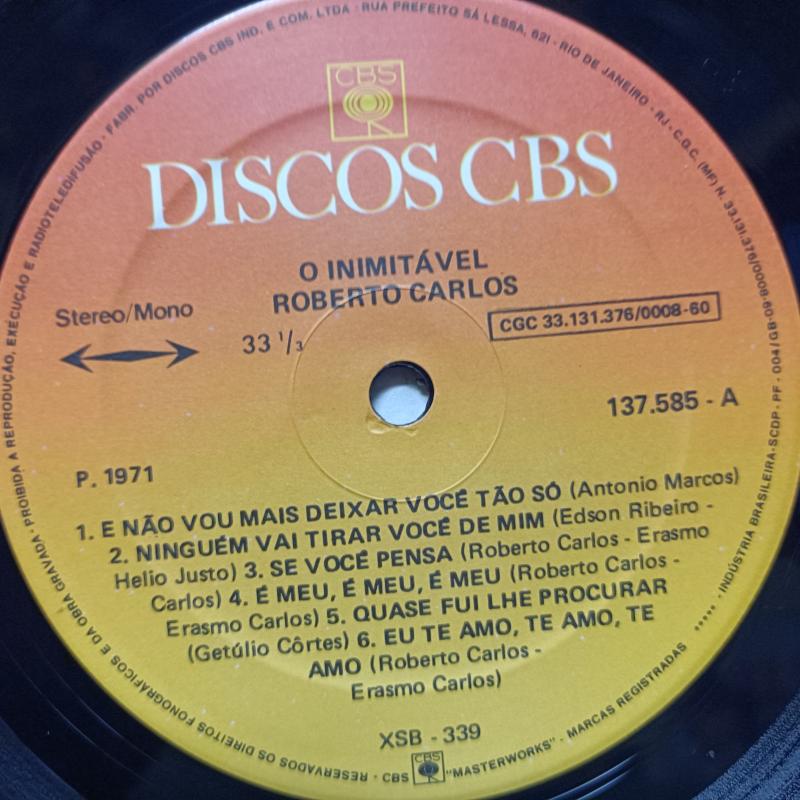 FABR. POR DISCOS CBS IND. E COM. LTDA - RUA PREFEITO SÁ LESSA, 621 - RIO DE JANEIRO - RJ - C.G.C. (MF) N. 33.131.376/0008-60 - SCDP- PF - 004/GB - INDÚSTRIA BRASILEIRA
CBS
DISCOS CBS
O INIMITÁVEL
ROBERTO CARLOS
Stereo/Mono
33 1/3
CGC 33.131.376/0008-60
137.585 - A
P. 1971
1. E NÃO VOU MAIS DEIXAR VOCÊ TÃO SÓ (Antonio Marcos)
2. NINGUÉM VAI TIRAR VOCÊ DE MIM (Edson Ribeiro -
Helio Justo) 3. SE VOCÊ PENSA (Roberto Carlos - Erasmo
Carlos) 4. É MEU, É MEU, É MEU (Roberto Carlos -
Erasmo Carlos) 5. QUASE FUI LHE PROCURAR
(Getúlio Côrtes) 6. EU TE AMO, TE AMO, TE
AMO (Roberto Carlos -
Erasmo Carlos)
XSB - 339
CBS "MASTERWORKS" - MARCAS REGISTRADAS
RESERVADOS OS DIREITOS FONOGRÁFICOS E DA OBRA GRAVADA - PROIBIDA A REPRODUÇÃO, EXECUÇÃO E RADIOTELEDIFUSÃO